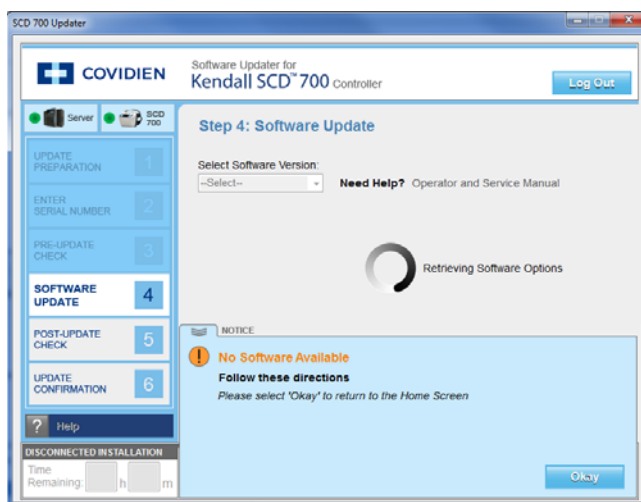 SCD 700 Updater
COVIDIEN
Software Updater for
Kendall SCD™ 700 Controller
Log Out
Server
SCD
700
Step 4: Software Update
UPDATE
PREPARATION
1
Select Software Version:
--Select--
Need Help? Operator and Service Manual
ENTER
SERIAL NUMBER
2
PRE-UPDATE
CHECK
3
Retrieving Software Options
SOFTWARE
UPDATE
4
POST-UPDATE
CHECK
5
NOTICE
! No Software Available
Follow these directions
Please select 'Okay' to return to the Home Screen
UPDATE
CONFIRMATION
6
? Help
DISCONNECTED INSTALLATION
Time
Remaining: h m
Okay